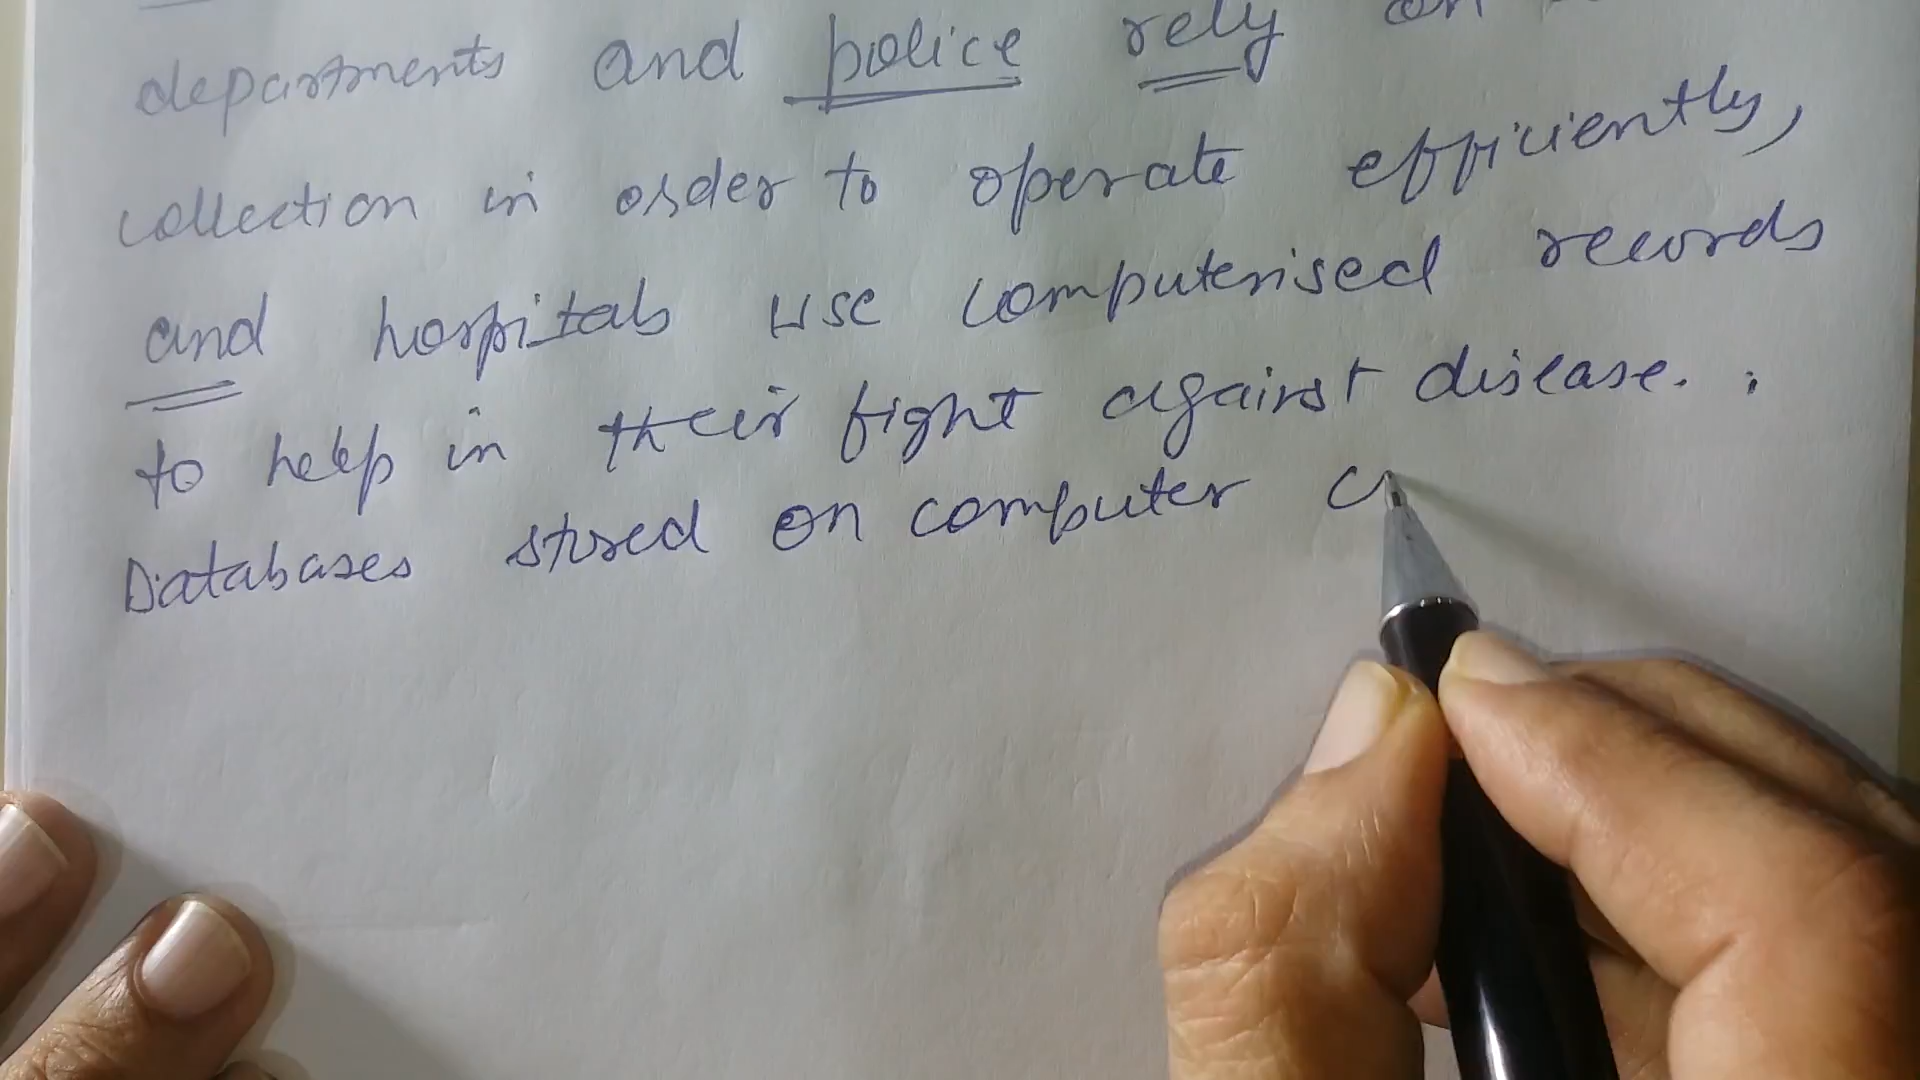 departments and police rely on
collection in order to operate efficiently,
and hospitals use computerised records
to help in their fight against disease.
Databases stored on computer